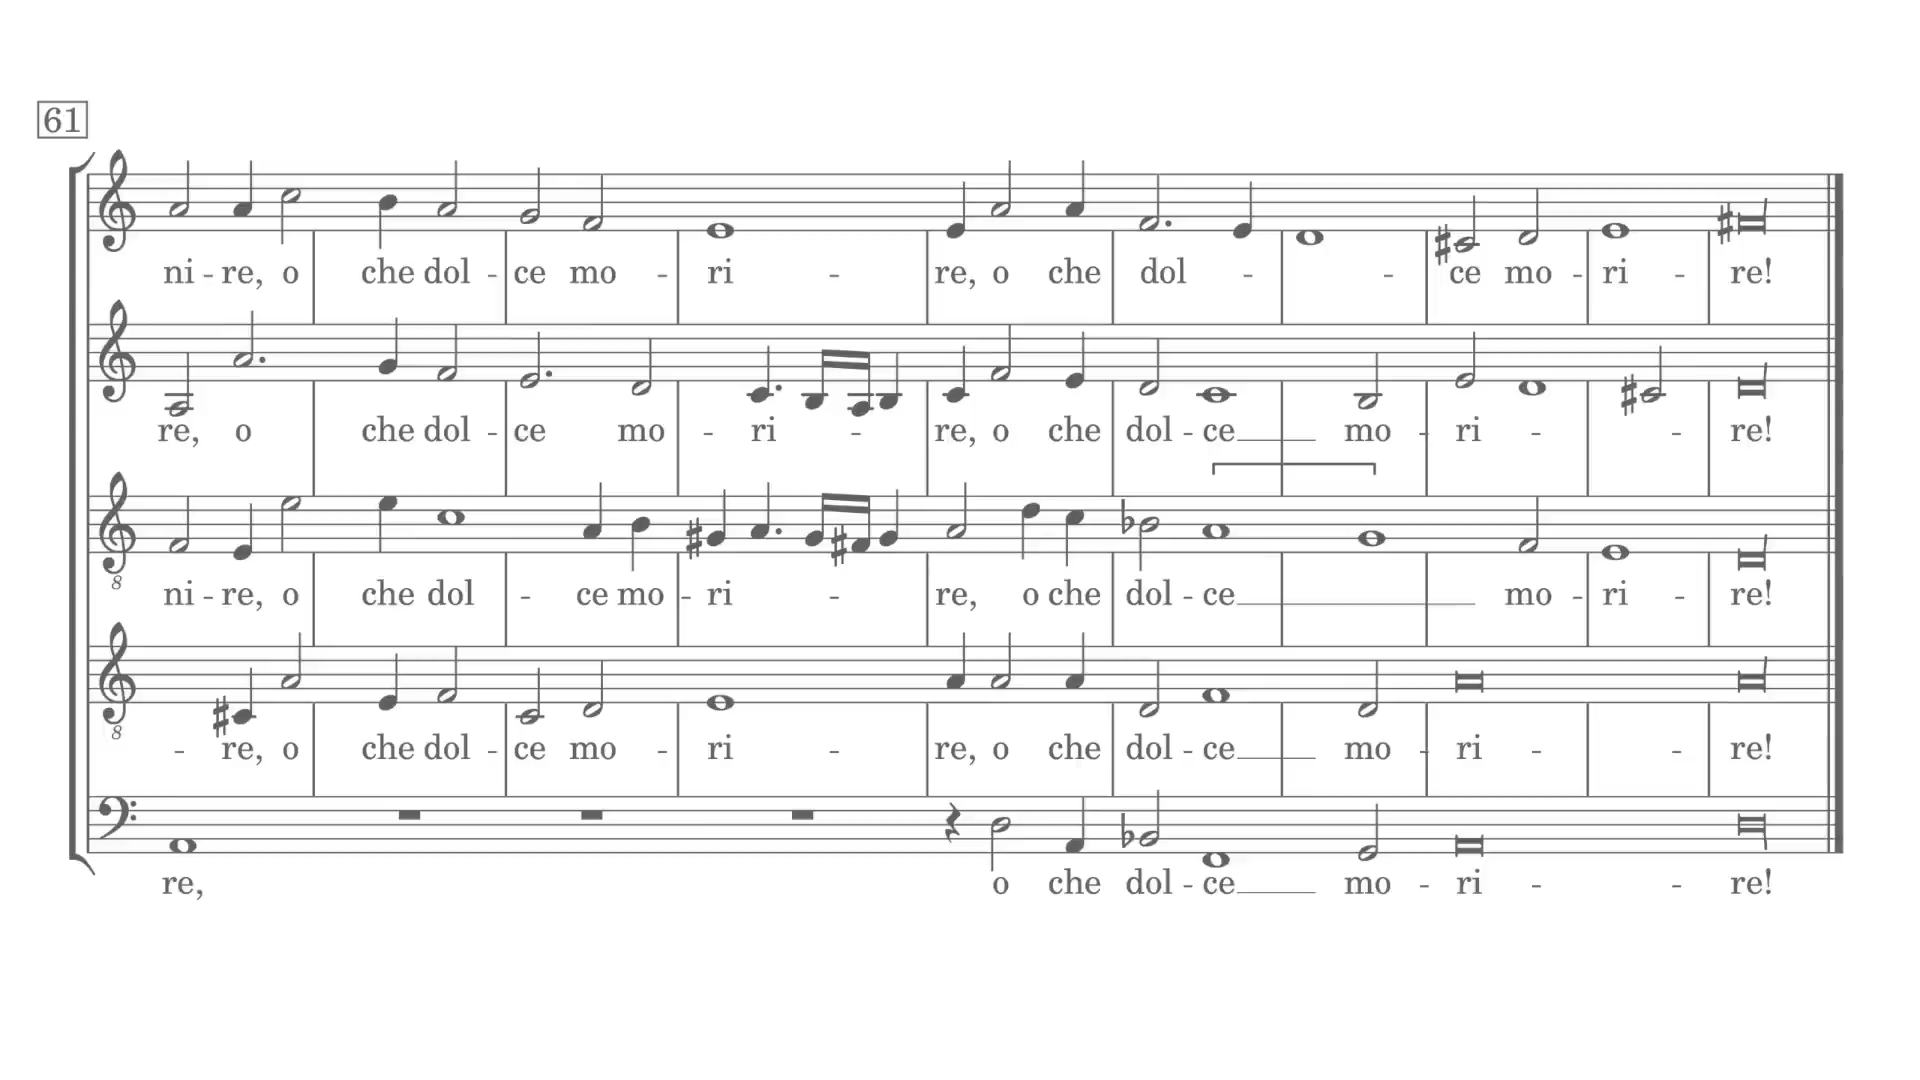 61
ni - re, o che dol - ce mo - ri - re, o che dol - - ce mo - ri - re!
re, o che dol - ce mo - ri - re, o che dol - ce mo - ri - - re!
8
ni - re, o che dol - ce mo - ri - re, o che dol - ce mo - ri - re!
8
- re, o che dol - ce mo - ri - re, o che dol - ce mo - ri - - re!
re, o che dol - ce mo - ri - - re!